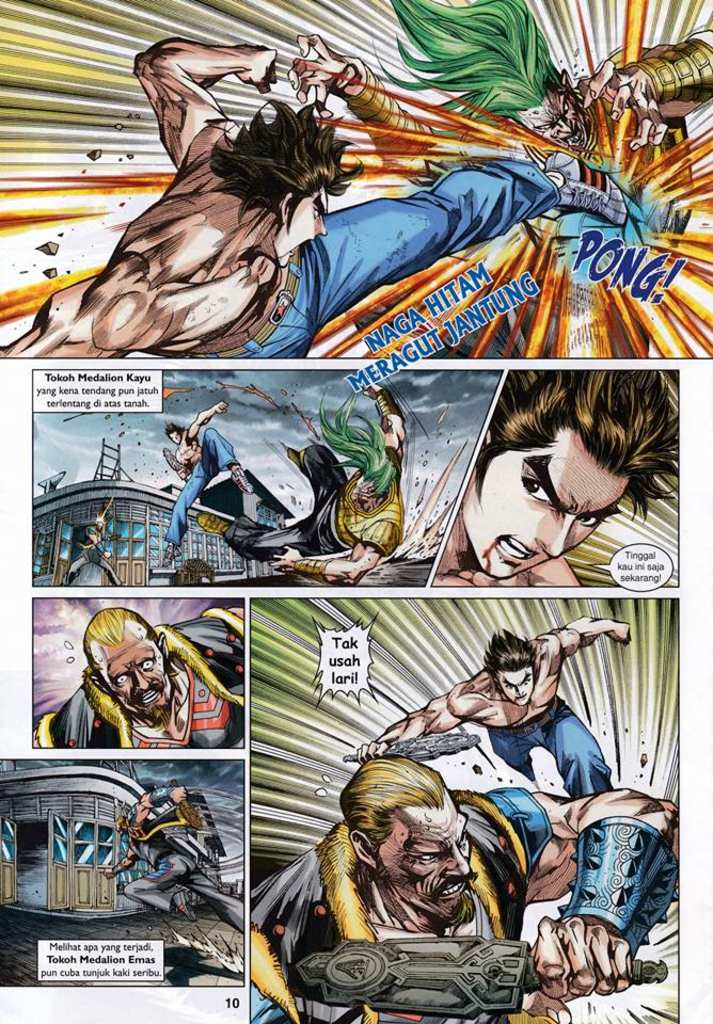 PONG!
NAGA HITAM
MERAGUT JANTUNG
Tokoh Medalion Kayu
yang kena tendang pun jatuh
terlentang di atas tanah.
Tinggal
kau ini saja
sekarang!
Tak
usah
lari!
Melihat apa yang terjadi,
Tokoh Medalion Emas
pun cuba tunjuk kaki seribu.
10